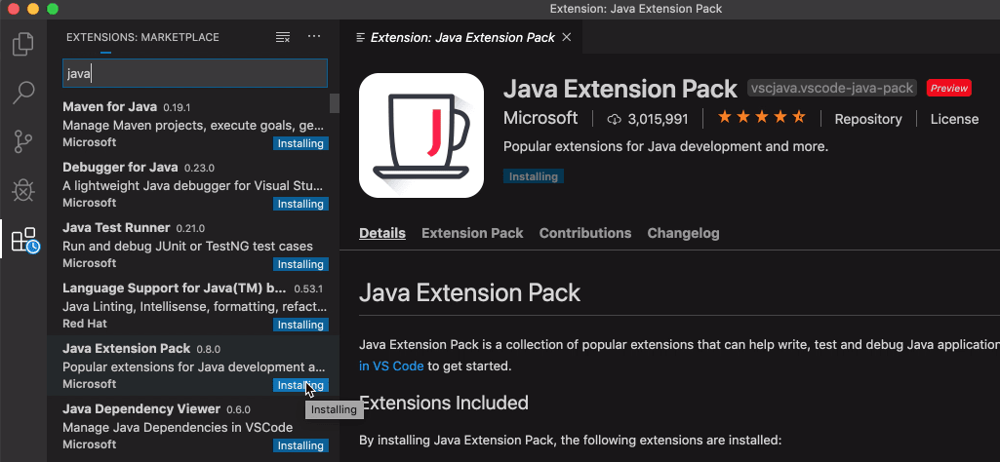 Extension: Java Extension Pack
EXTENSIONS: MARKETPLACE
java
Maven for Java 0.19.1
Manage Maven projects, execute goals, ge...
Microsoft
Installing
Debugger for Java 0.23.0
A lightweight Java debugger for Visual Stu...
Microsoft
Installing
Java Test Runner 0.21.0
Run and debug JUnit or TestNG test cases
Microsoft
Installing
Language Support for Java(TM) b... 0.53.1
Java Linting, Intellisense, formatting, refact...
Red Hat
Installing
Java Extension Pack 0.8.0
Popular extensions for Java development a...
Microsoft
Installing
Installing
Java Dependency Viewer 0.6.0
Manage Java Dependencies in VSCode
Microsoft
Installing
Extension: Java Extension Pack
J
Java Extension Pack vscjava.vscode-java-pack Preview
Microsoft 3,015,991 Repository License
Popular extensions for Java development and more.
Installing
Details Extension Pack Contributions Changelog
Java Extension Pack
Java Extension Pack is a collection of popular extensions that can help write, test and debug Java application
in VS Code to get started.
Extensions Included
By installing Java Extension Pack, the following extensions are installed: